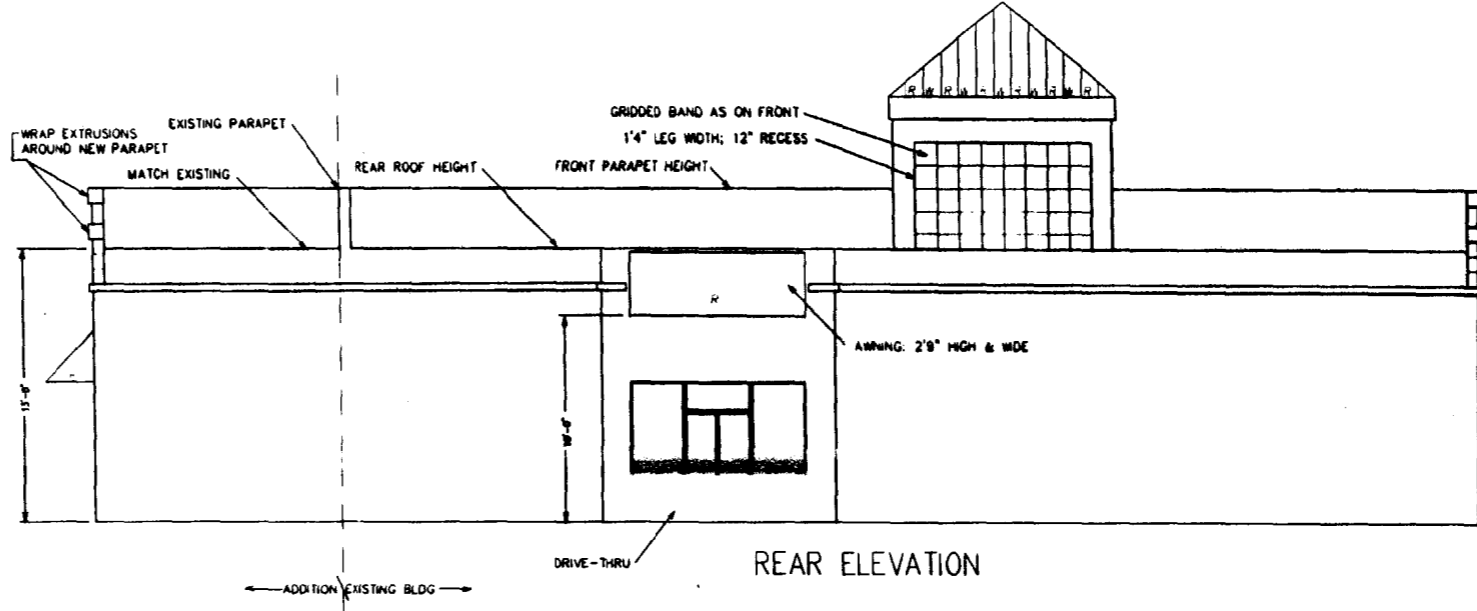 GRIDDED BAND AS ON FRONT
1'4" LEG WIDTH; 12" RECESS
FRONT PARAPET HEIGHT
EXISTING PARAPET
WRAP EXTRUSIONS
AROUND NEW PARAPET
MATCH EXISTING
REAR ROOF HEIGHT
R
AWNING: 2'9" HIGH & WIDE
DRIVE-THRU
REAR ELEVATION
ADDITION EXISTING BLDG